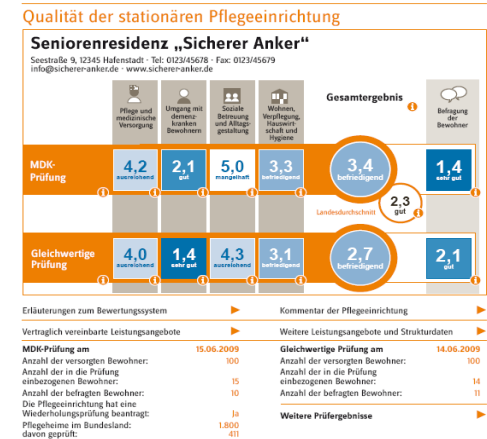 Qualität der stationären Pflegeeinrichtung
Seniorenresidenz „Sicherer Anker“
Seestraße 9, 12345 Hafenstadt · Tel: 0123/45678 · Fax: 0123/45679
info@sicherer-anker.de · www.sicherer-anker.de
Pflege und
medizinische
Versorgung
Umgang mit
demenz-
kranken
Bewohnern
Soziale
Betreuung
und Alltags-
gestaltung
Wohnen,
Verpflegung,
Hauswirt-
schaft und
Hygiene
Gesamtergebnis
Befragung
der
Bewohner
MDK-
Prüfung
4,2
ausreichend
2,1
gut
5,0
mangelhaft
3,3
befriedigend
3,4
befriedigend
1,4
sehr gut
Landesdurchschnitt
2,3
gut
Gleichwertige
Prüfung
4,0
ausreichend
1,4
sehr gut
4,3
ausreichend
3,1
befriedigend
2,7
befriedigend
2,1
gut
Erläuterungen zum Bewertungssystem
Kommentar der Pflegeeinrichtung
Vertraglich vereinbarte Leistungsangebote
Weitere Leistungsangebote und Strukturdaten
MDK-Prüfung am 15.06.2009
Anzahl der versorgten Bewohner: 100
Anzahl der in die Prüfung
einbezogenen Bewohner: 15
Anzahl der befragten Bewohner: 10
Die Pflegeeinrichtung hat eine
Wiederholungsprüfung beantragt: Ja
Pflegeheime im Bundesland: 1.800
davon geprüft: 411
Gleichwertige Prüfung am 14.06.2009
Anzahl der versorgten Bewohner: 100
Anzahl der in die Prüfung
einbezogenen Bewohner: 14
Anzahl der befragten Bewohner: 11
Weitere Prüfergebnisse